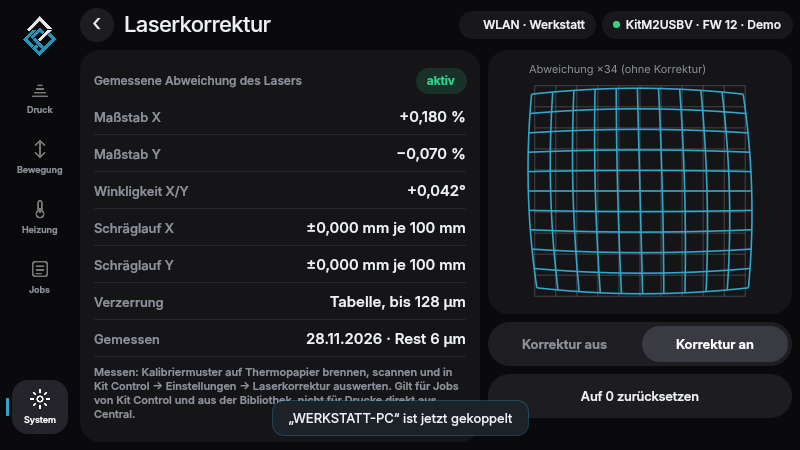 Laserkorrektur
WLAN · Werkstatt
KitM2USBV · FW 12 · Demo
Druck
Bewegung
Heizung
Jobs
System
Gemessene Abweichung des Lasers
aktiv
Maßstab X
+0,180 %
Maßstab Y
−0,070 %
Winkligkeit X/Y
+0,042°
Schräglauf X
±0,000 mm je 100 mm
Schräglauf Y
±0,000 mm je 100 mm
Verzerrung
Tabelle, bis 128 µm
Gemessen
28.11.2026 · Rest 6 µm
Messen: Kalibriermuster auf Thermopapier brennen, scannen und in
Kit Control → Einstellungen → Laserkorrektur auswerten. Gilt für Jobs
von Kit Control und aus der Bibliothek, nicht für Drucke direkt aus
Central.
Abweichung ×34 (ohne Korrektur)
Korrektur aus
Korrektur an
Auf 0 zurücksetzen
„WERKSTATT-PC“ ist jetzt gekoppelt